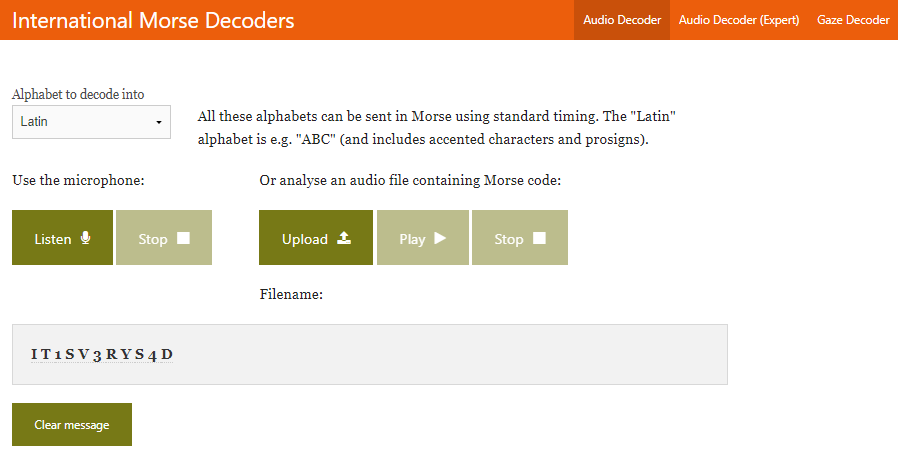 International Morse Decoders
Audio Decoder
Audio Decoder (Expert)
Gaze Decoder
Alphabet to decode into
Latin
All these alphabets can be sent in Morse using standard timing. The "Latin"
alphabet is e.g. "ABC" (and includes accented characters and prosigns).
Use the microphone:
Listen
Stop
Or analyse an audio file containing Morse code:
Upload
Play
Stop
Filename:
I T 1 S V 3 R Y S 4 D
Clear message